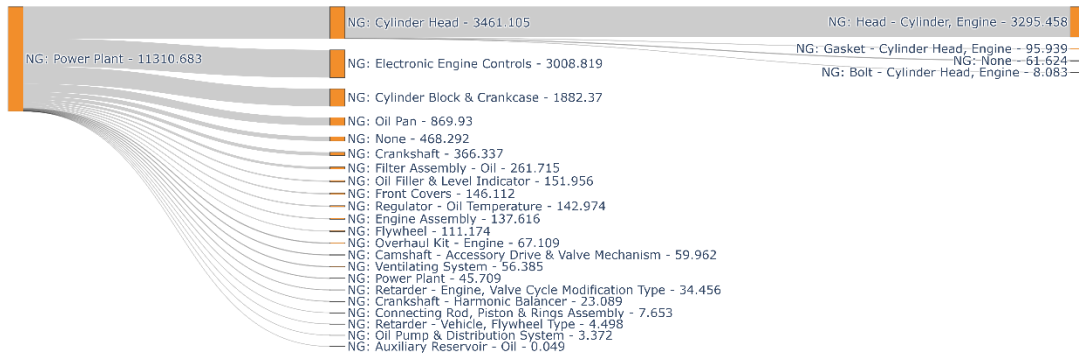 NG: Power Plant - 11310.683
NG: Cylinder Head - 3461.105
NG: Electronic Engine Controls - 3008.819
NG: Cylinder Block & Crankcase - 1882.37
NG: Oil Pan - 869.93
NG: None - 468.292
NG: Crankshaft - 366.337
NG: Filter Assembly - Oil - 261.715
NG: Oil Filler & Level Indicator - 151.956
NG: Front Covers - 146.112
NG: Regulator - Oil Temperature - 142.974
NG: Engine Assembly - 137.616
NG: Flywheel - 111.174
NG: Overhaul Kit - Engine - 67.109
NG: Camshaft - Accessory Drive & Valve Mechanism - 59.962
NG: Ventilating System - 56.385
NG: Power Plant - 45.709
NG: Retarder - Engine, Valve Cycle Modification Type - 34.456
NG: Crankshaft - Harmonic Balancer - 23.089
NG: Connecting Rod, Piston & Rings Assembly - 7.653
NG: Retarder - Vehicle, Flywheel Type - 4.498
NG: Oil Pump & Distribution System - 3.372
NG: Auxiliary Reservoir - Oil - 0.049
NG: Head - Cylinder, Engine - 3295.458
NG: Gasket - Cylinder Head, Engine - 95.939
NG: None - 61.624
NG: Bolt - Cylinder Head, Engine - 8.083